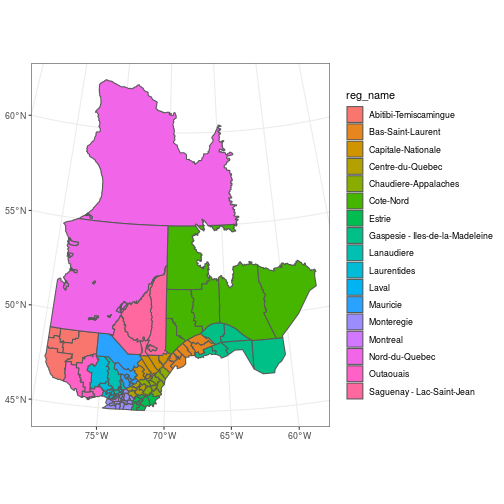 reg_name
60°N
55°N
50°N
45°N
75°W 70°W 65°W 60°W
Abitibi-Temiscamingue
Bas-Saint-Laurent
Capitale-Nationale
Centre-du-Quebec
Chaudiere-Appalaches
Cote-Nord
Estrie
Gaspesie - Iles-de-la-Madeleine
Lanaudiere
Laurentides
Laval
Mauricie
Monteregie
Montreal
Nord-du-Quebec
Outaouais
Saguenay - Lac-Saint-Jean